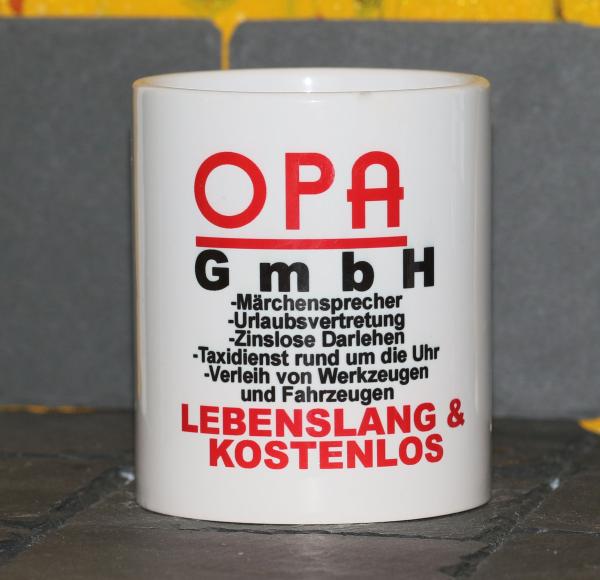 OPA
GmbH
-Märchensprecher
-Urlaubsvertretung
-Zinslose Darlehen
-Taxidienst rund um die Uhr
-Verleih von Werkzeugen
und Fahrzeugen
LEBENSLANG &
KOSTENLOS